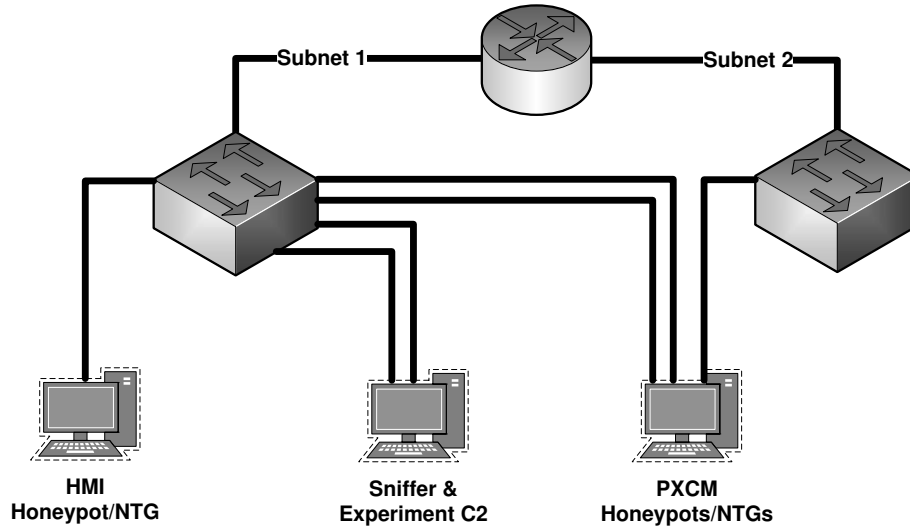 Subnet 1
Subnet 2
HMI
Honeypot/NTG
Sniffer &
Experiment C2
PXCM
Honeypots/NTGs